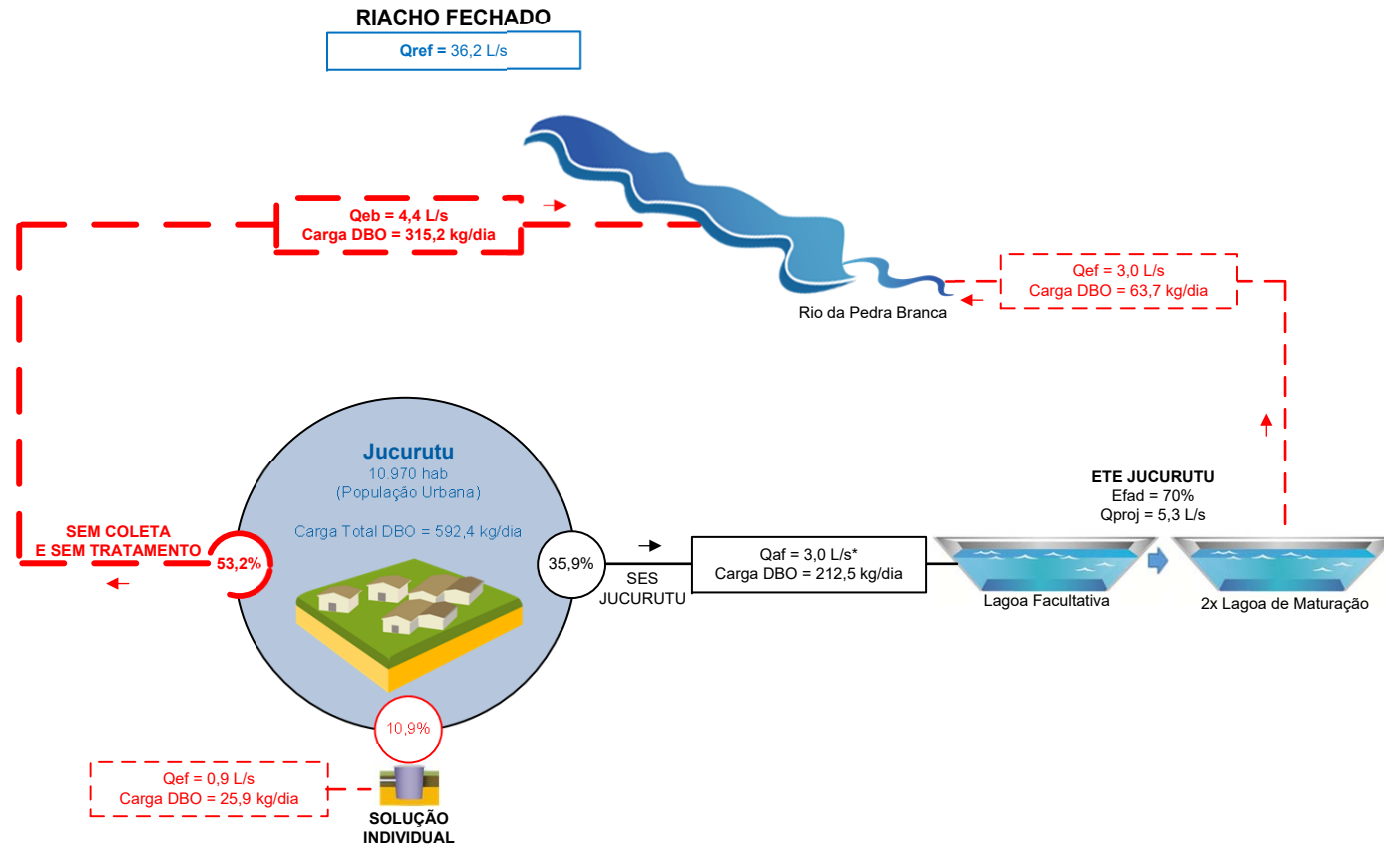 RIACHO FECHADO
Qref = 36,2 L/s
Qeb = 4,4 L/s
Carga DBO = 315,2 kg/dia
Qef = 3,0 L/s
Carga DBO = 63,7 kg/dia
Rio da Pedra Branca
Jucurutu
10.970 hab
(População Urbana)
Carga Total DBO = 592,4 kg/dia
SEM COLETA
E SEM TRATAMENTO
53,2%
35,9%
SES
JUCURUTU
Qaf = 3,0 L/s*
Carga DBO = 212,5 kg/dia
ETE JUCURUTU
Efad = 70%
Qproj = 5,3 L/s
Lagoa Facultativa
2x Lagoa de Maturação
10,9%
Qef = 0,9 L/s
Carga DBO = 25,9 kg/dia
SOLUÇÃO
INDIVIDUAL